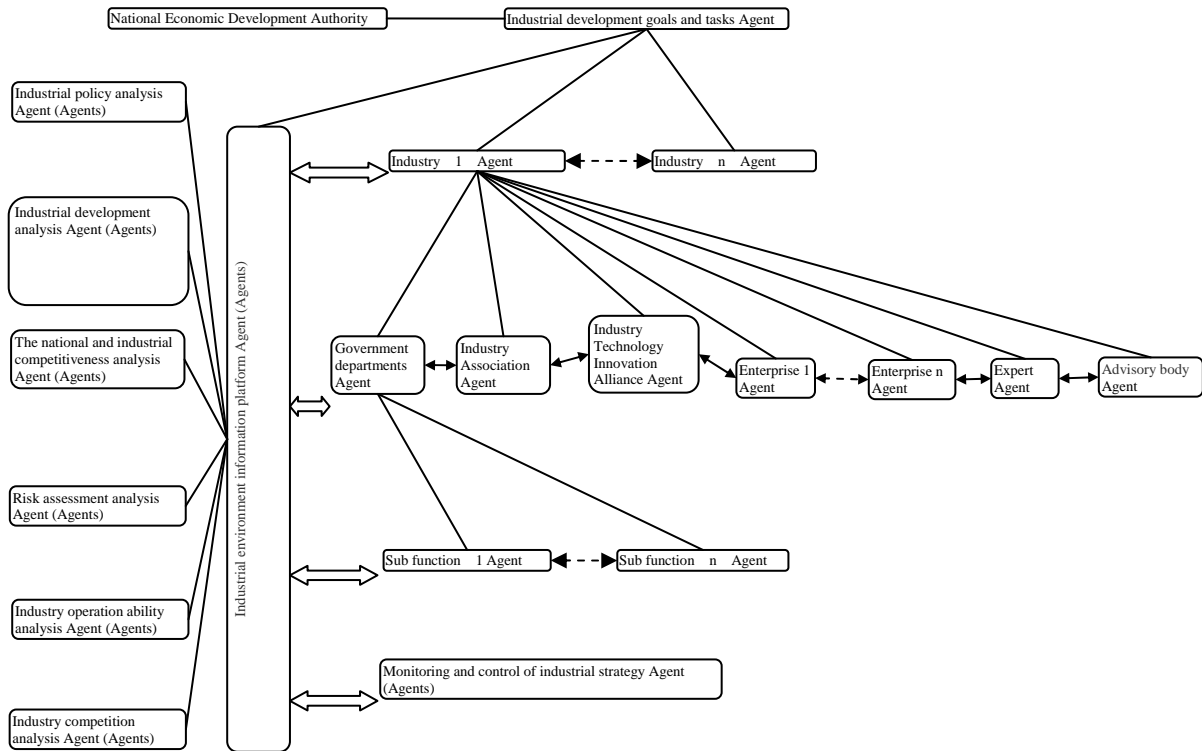 National Economic Development Authority
Industrial development goals and tasks Agent
Industrial policy analysis
Agent (Agents)
Industry 1 Agent
Industry n Agent
Industrial development
analysis Agent (Agents)
Industrial environment information platform Agent (Agents)
The national and industrial
competitiveness analysis
Agent (Agents)
Government
departments
Agent
Industry
Association
Agent
Industry
Technology
Innovation
Alliance Agent
Enterprise 1
Agent
Enterprise n
Agent
Expert
Agent
Advisory body
Agent
Risk assessment analysis
Agent (Agents)
Sub function 1 Agent
Sub function n Agent
Industry operation ability
analysis Agent (Agents)
Monitoring and control of industrial strategy Agent
(Agents)
Industry competition
analysis Agent (Agents)